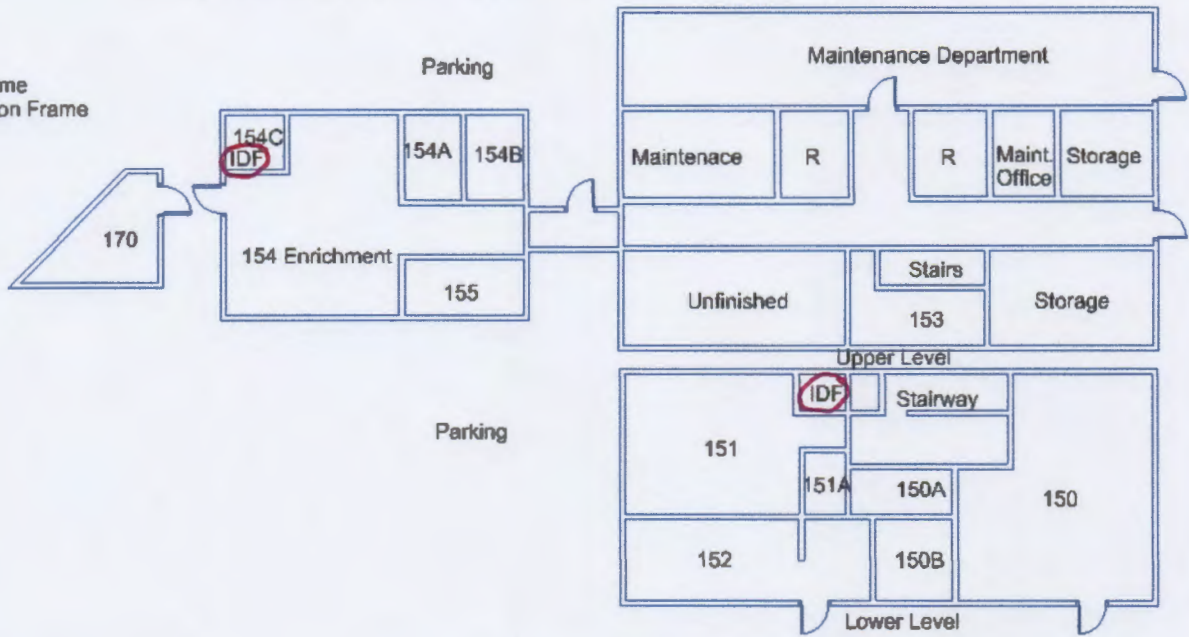 me
on Frame
Parking
Maintenance Department
154C
IDF
154A
154B
Maintenace
R
R
Maint.
Office
Storage
170
154 Enrichment
155
Stairs
Unfinished
153
Storage
Upper Level
IDF
Stairway
Parking
151
151A
150A
150
152
150B
Lower Level